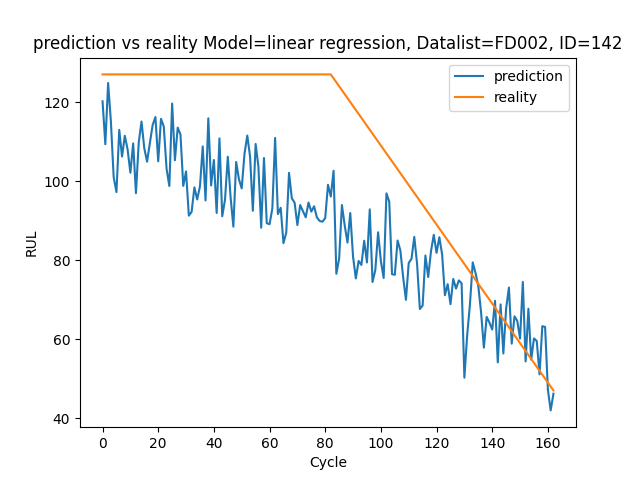 prediction vs reality Model=linear regression, Datalist=FD002, ID=142
prediction
reality
RUL
120
100
80
60
40
0 20 40 60 80 100 120 140 160
Cycle